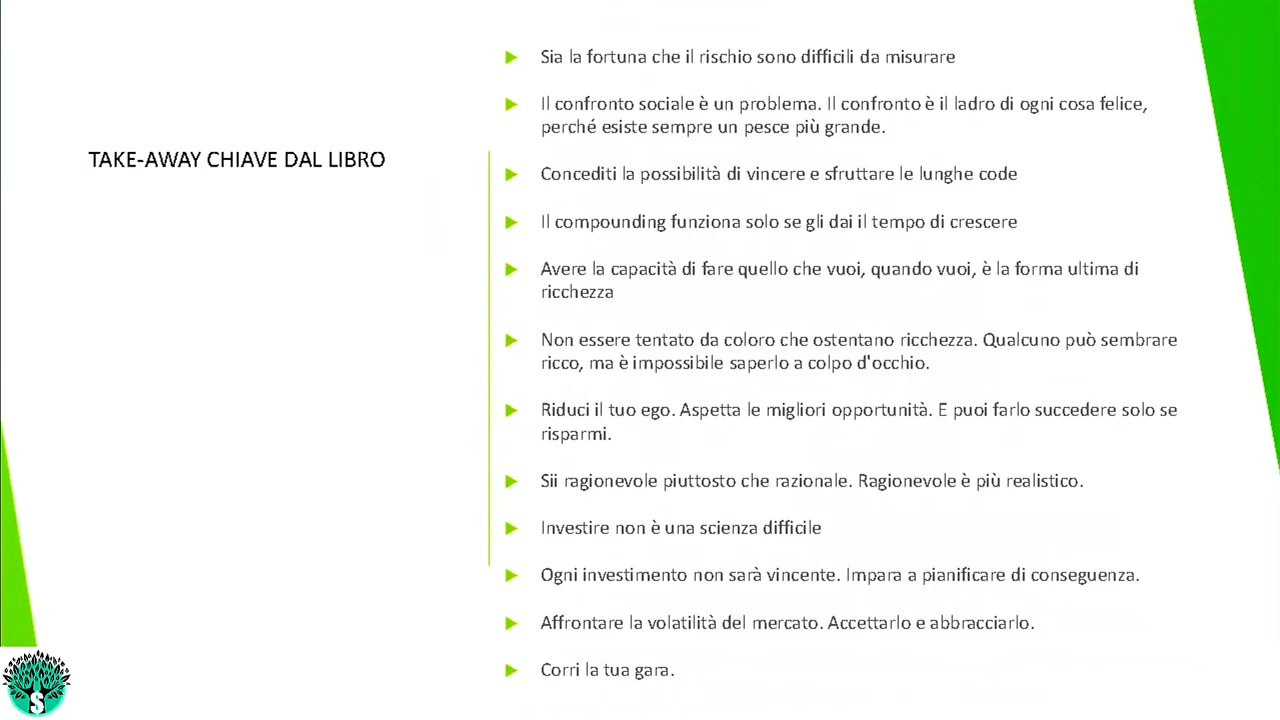 TAKE-AWAY CHIAVE DAL LIBRO
Sia la fortuna che il rischio sono difficili da misurare
Il confronto sociale è un problema. Il confronto è il ladro di ogni cosa felice,
perché esiste sempre un pesce più grande.
Concediti la possibilità di vincere e sfruttare le lunghe code
Il compounding funziona solo se gli dai il tempo di crescere
Avere la capacità di fare quello che vuoi, quando vuoi, è la forma ultima di
ricchezza
Non essere tentato da coloro che ostentano ricchezza. Qualcuno può sembrare
ricco, ma è impossibile saperlo a colpo d'occhio.
Riduci il tuo ego. Aspetta le migliori opportunità. E puoi farlo succedere solo se
risparmi.
Sii ragionevole piuttosto che razionale. Ragionevole è più realistico.
Investire non è una scienza difficile
Ogni investimento non sarà vincente. Impara a pianificare di conseguenza.
Affrontare la volatilità del mercato. Accettarlo e abbracciarlo.
Corri la tua gara.
$